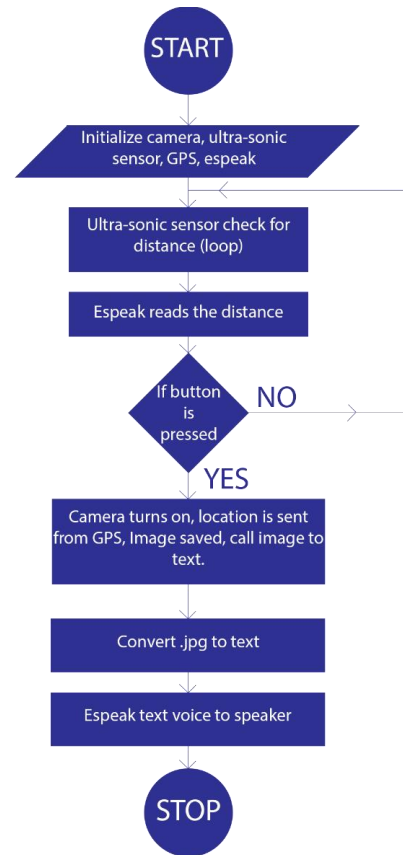 START
Initialize camera, ultra-sonic
sensor, GPS, espeak
Ultra-sonic sensor check for
distance (loop)
Espeak reads the distance
If button
is
pressed
NO
YES
Camera turns on, location is sent
from GPS, Image saved, call image to
text.
Convert .jpg to text
Espeak text voice to speaker
STOP